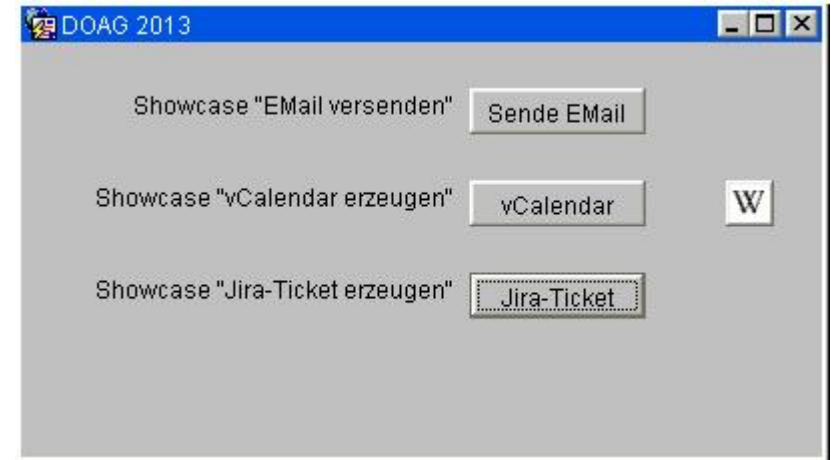 DOAG 2013
Showcase "EMail versenden" Sende EMail
Showcase "vCalendar erzeugen" vCalendar W
Showcase "Jira-Ticket erzeugen" Jira-Ticket